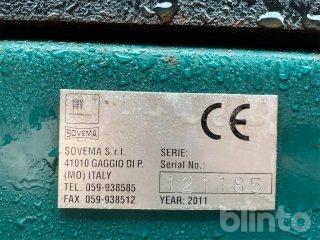 SOVEMA
CE
SOVEMA S.r.l.
41010 GAGGIO DI P.
(MO) ITALY
TEL. 059-938585
FAX 059-938512
SERIE:
Serial No.:
121185
YEAR: 2011
blinto